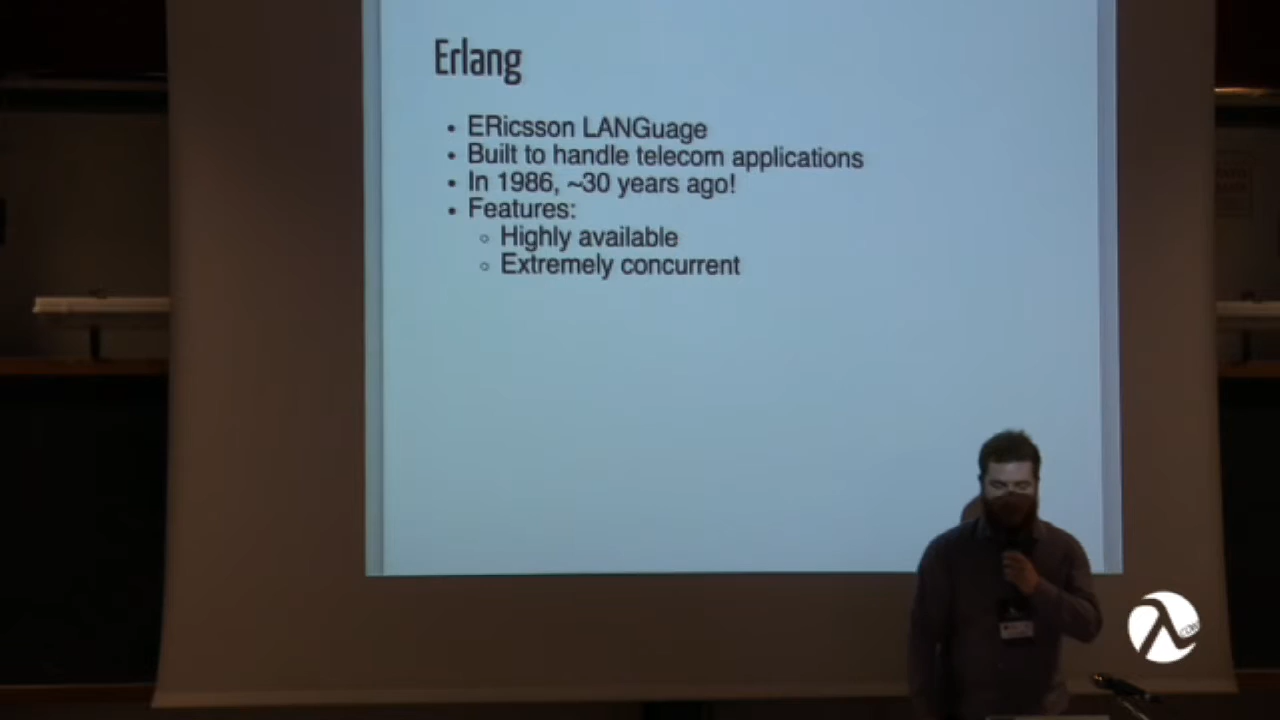 Erlang
• ERicsson LANGuage
• Built to handle telecom applications
• In 1986, ~30 years ago!
• Features:
◦ Highly available
◦ Extremely concurrent
λ